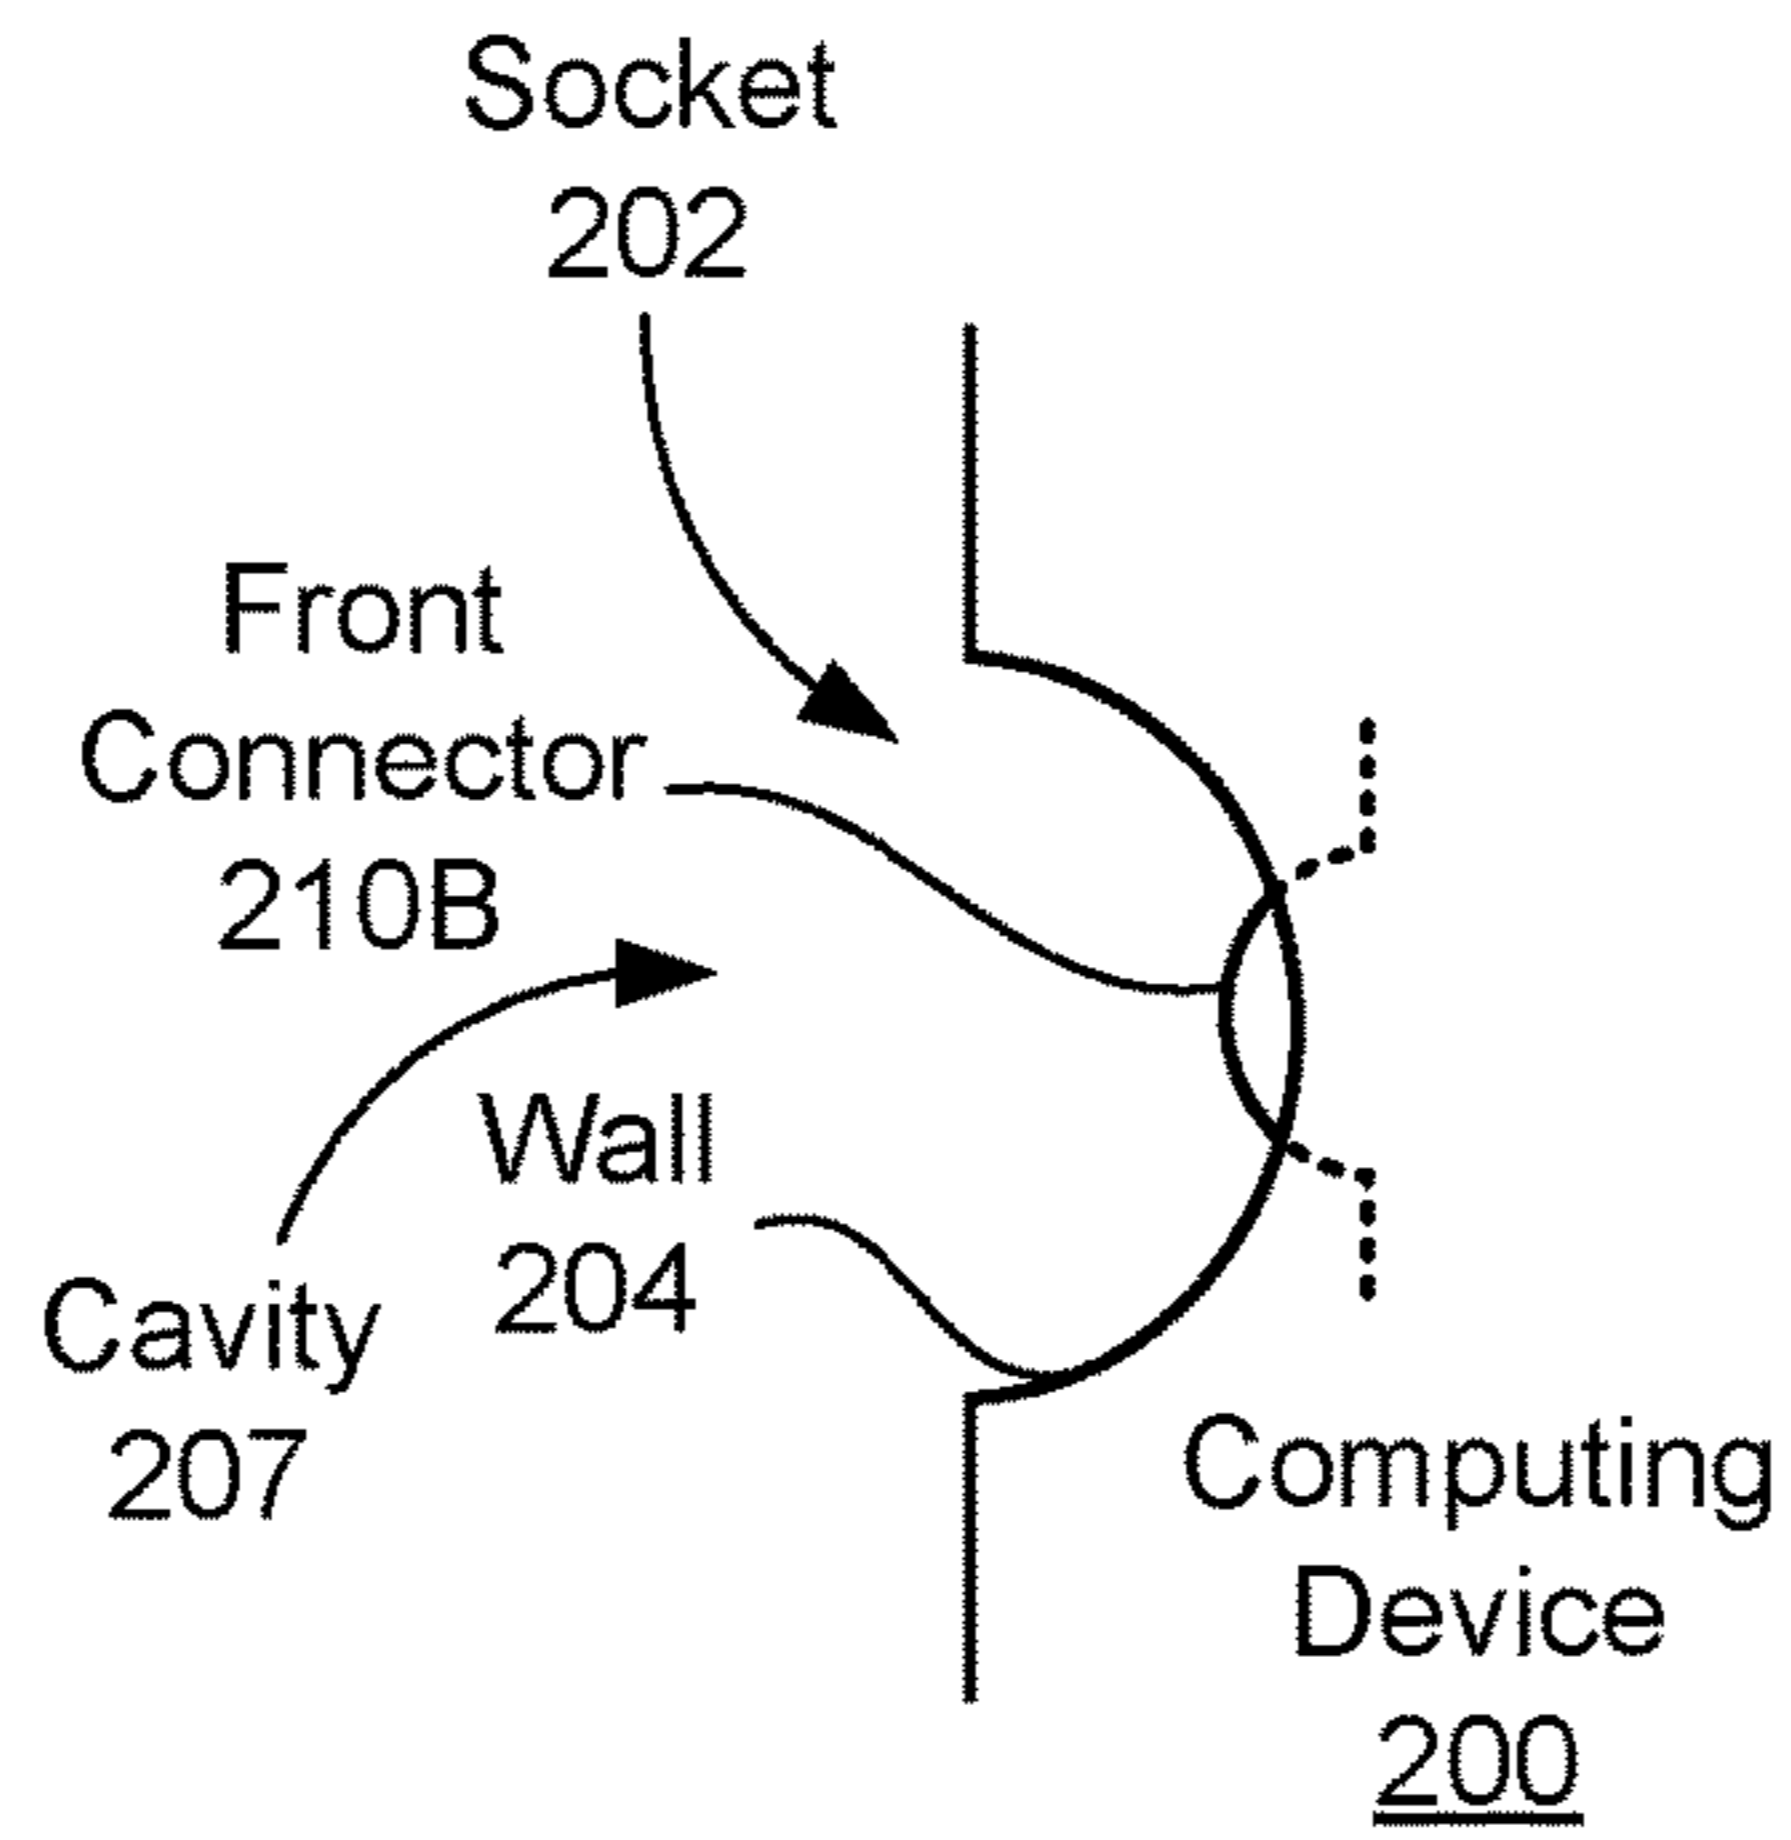 Socket
202
Front
Connector
210B
Wall
204
Cavity
207
Computing
Device
200